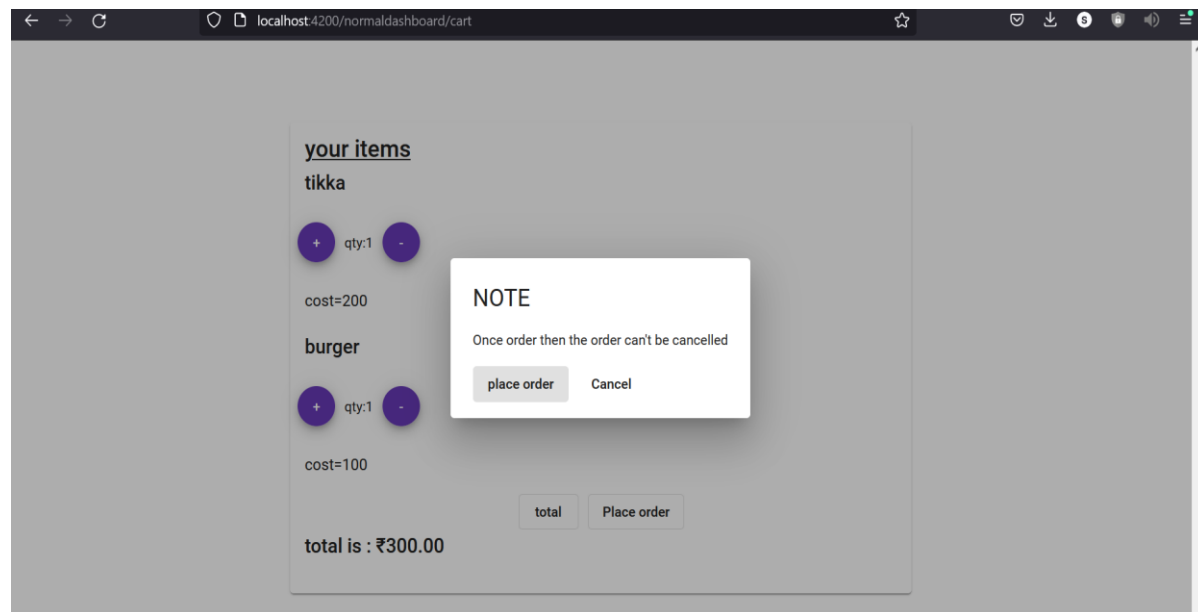 localhost:4200/normaldashboard/cart
S
your items
tikka
+ qty:1 -
cost=200
NOTE
burger
Once order then the order can't be cancelled
place order Cancel
+ qty:1 -
cost=100
total Place order
total is : ₹300.00